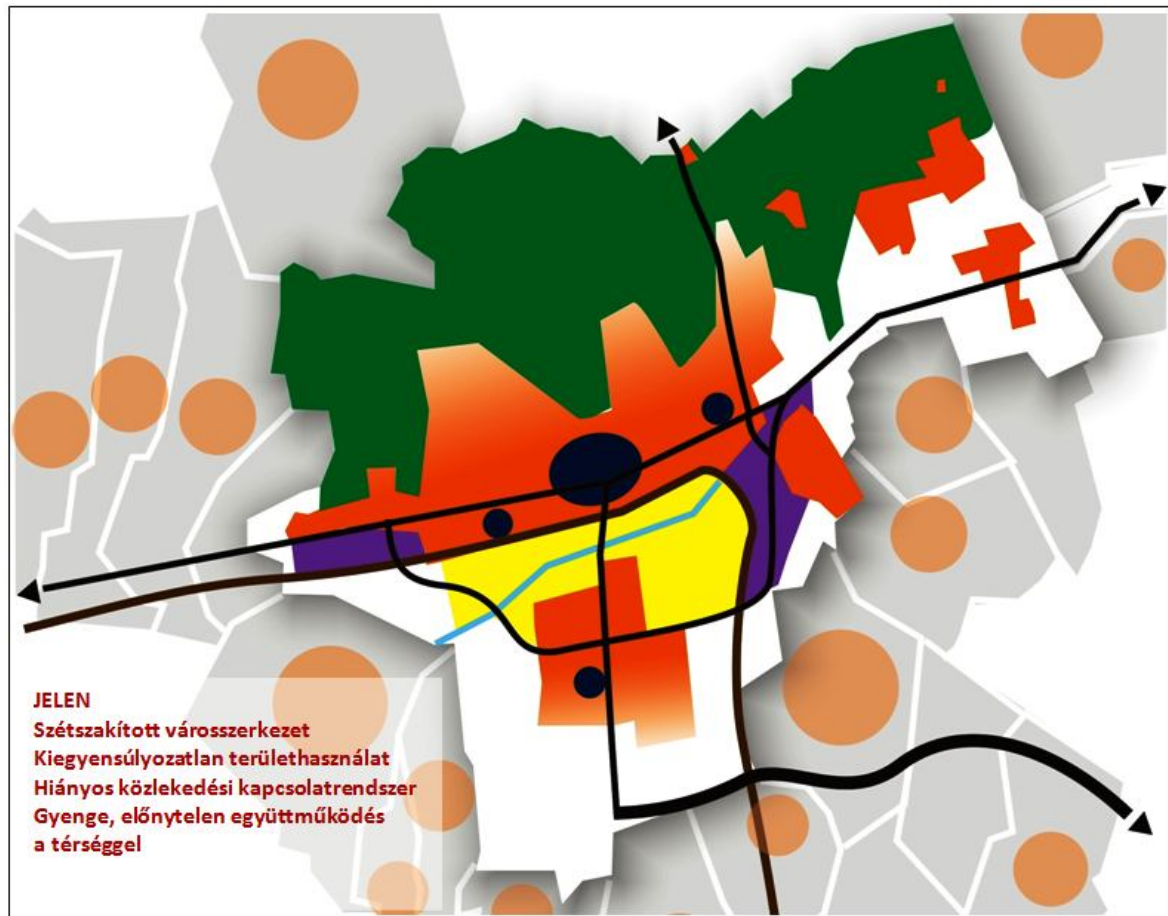 JELEN
Szétszakított városszerkezet
Kiegyensúlyozatlan területhasználat
Hiányos közlekedési kapcsolatrendszer
Gyenge, előnytelen együttműködés
a térséggel